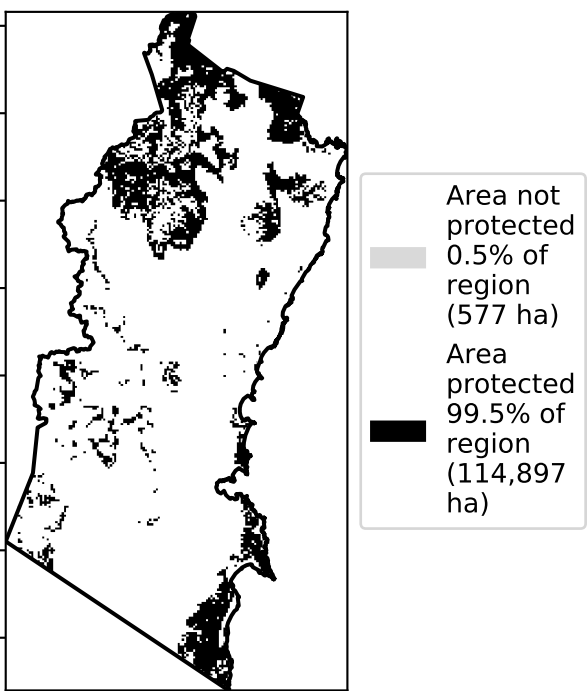 Area not
protected
0.5% of
region
(577 ha)
Area
protected
99.5% of
region
(114,897
ha)